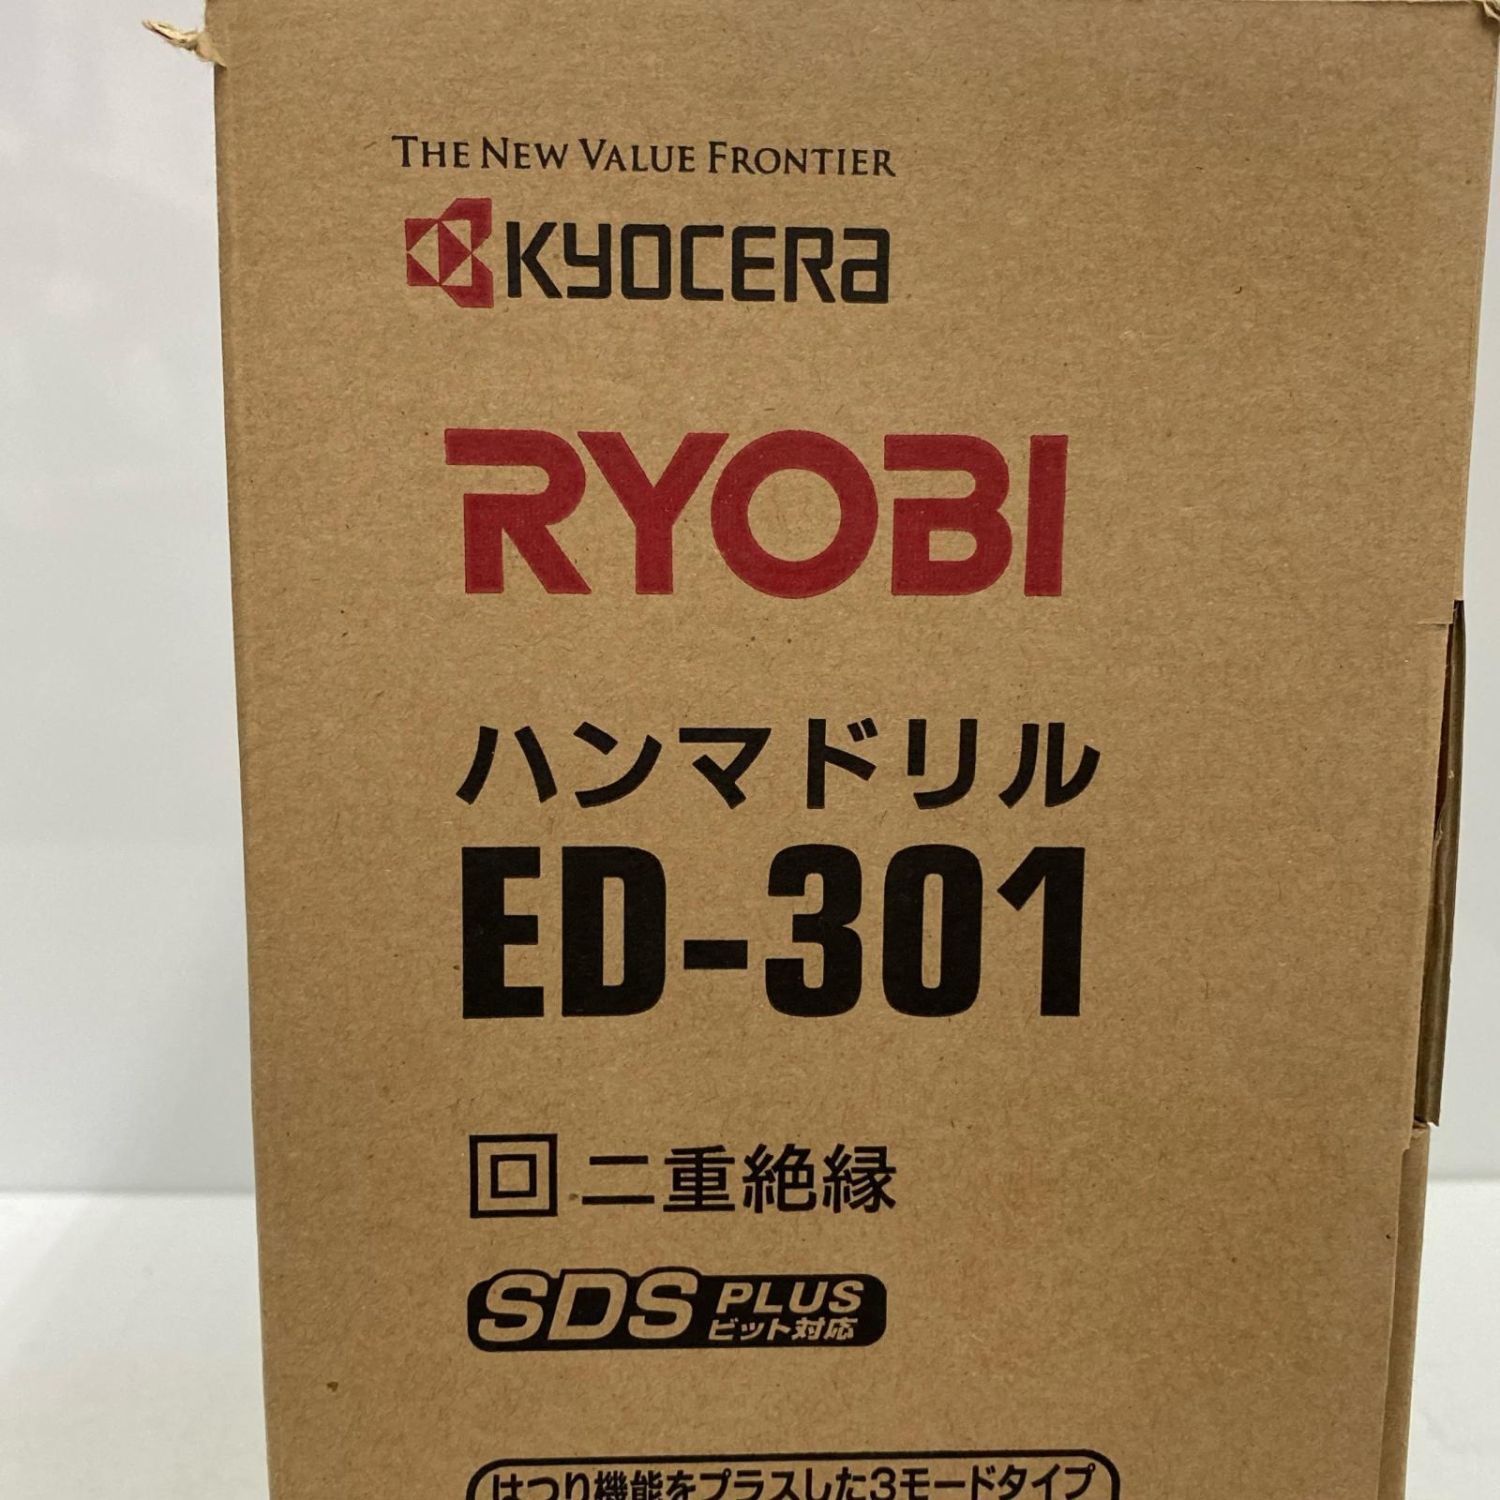 THE NEW VALUE FRONTIER
KYOCERA
RYOBI
ハンマドリル
ED-301
二重絶縁
SDS PLUS
ビット対応
はつり機能をプラスした3モードタイプ